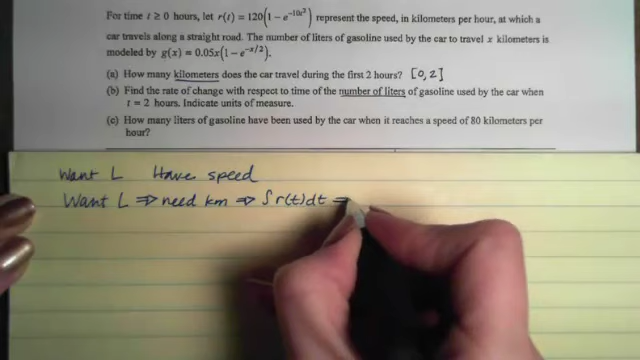 For time t ≥ 0 hours, let r(t) = 120(1 − e^{−10t²}) represent the speed, in kilometers per hour, at which a
car travels along a straight road. The number of liters of gasoline used by the car to travel x kilometers is
modeled by g(x) = 0.05x(1 − e^{−x/2}).
(a) How many kilometers does the car travel during the first 2 hours? [0,2]
(b) Find the rate of change with respect to time of the number of liters of gasoline used by the car when
t = 2 hours. Indicate units of measure.
(c) How many liters of gasoline have been used by the car when it reaches a speed of 80 kilometers per
hour?
Want L Have speed
Want L ⇒ need km ⇒ ∫r(t)dt ⇒